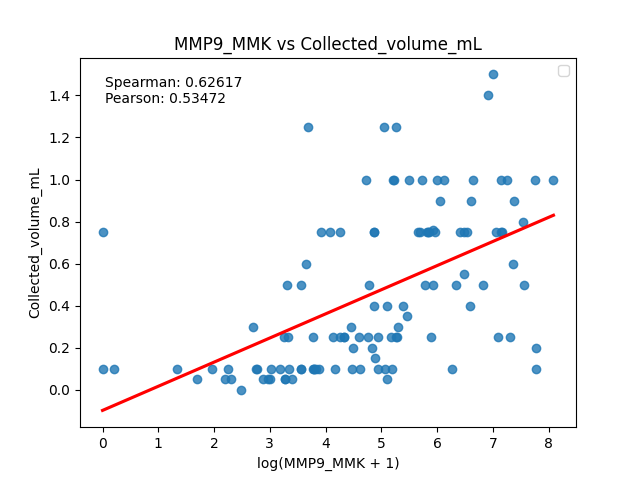 MMP9_MMK vs Collected_volume_mL
Spearman: 0.62617
Pearson: 0.53472
1.4
1.2
1.0
0.8
0.6
0.4
0.2
0.0
Collected_volume_mL
0 1 2 3 4 5 6 7 8
log(MMP9_MMK + 1)